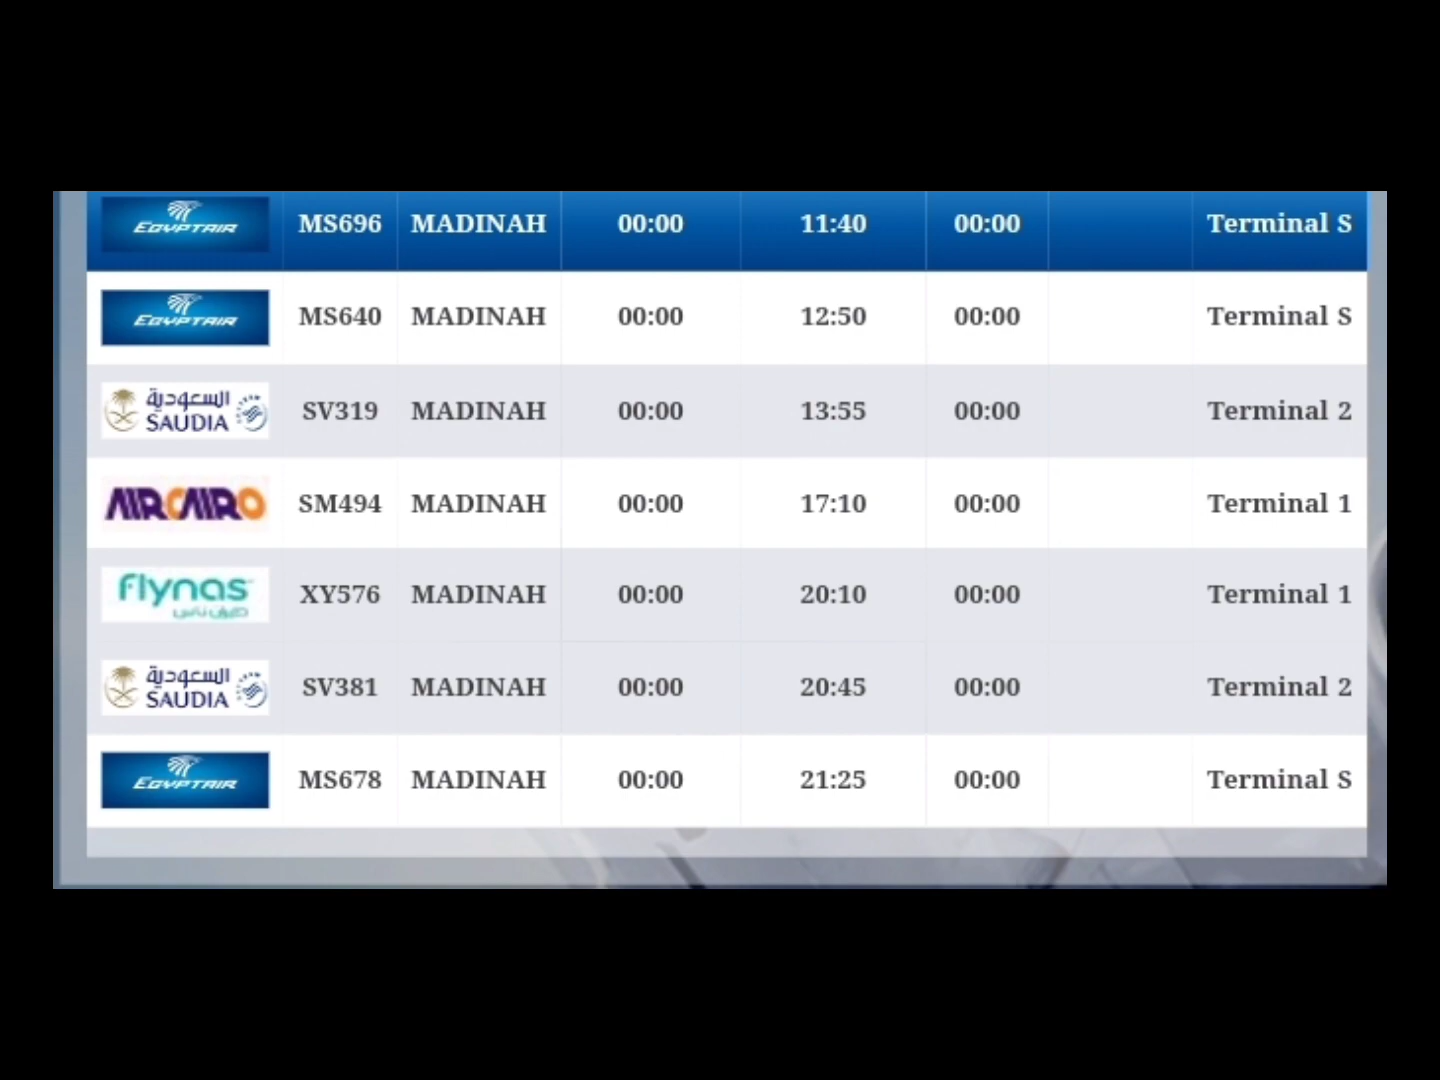 EGYPTAIR MS696 MADINAH 00:00 11:40 00:00 Terminal S
EGYPTAIR MS640 MADINAH 00:00 12:50 00:00 Terminal S
السعودية SAUDIA SV319 MADINAH 00:00 13:55 00:00 Terminal 2
AIRCAIRO SM494 MADINAH 00:00 17:10 00:00 Terminal 1
flynas طيران ناس XY576 MADINAH 00:00 20:10 00:00 Terminal 1
السعودية SAUDIA SV381 MADINAH 00:00 20:45 00:00 Terminal 2
EGYPTAIR MS678 MADINAH 00:00 21:25 00:00 Terminal S